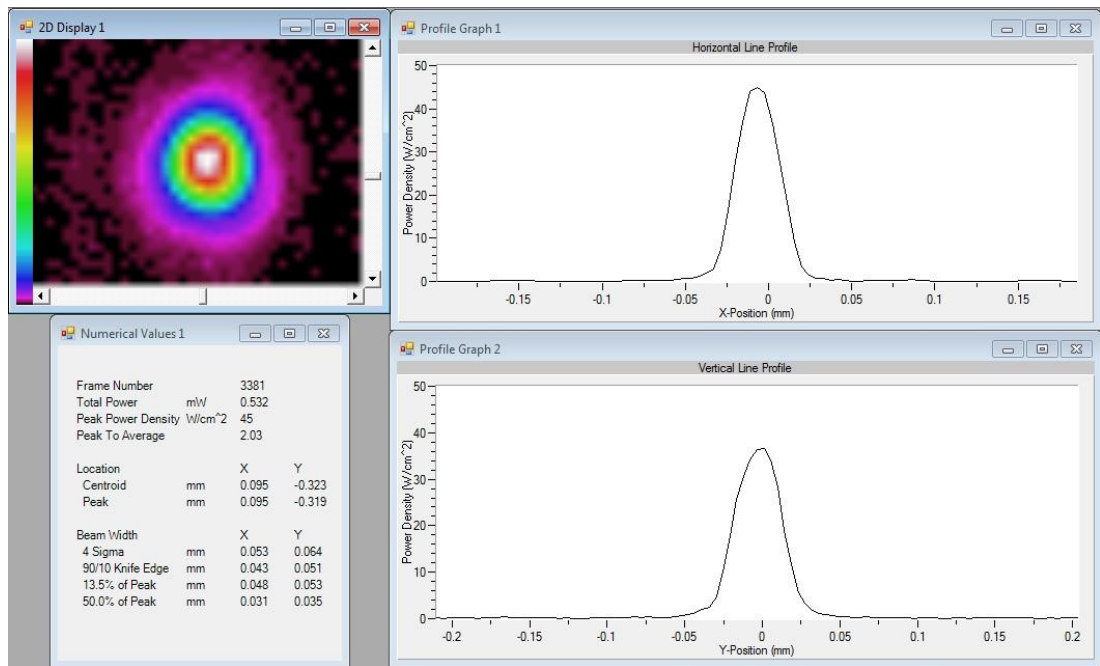 2D Display 1
Numerical Values 1
Frame Number 3381
Total Power mW 0.532
Peak Power Density W/cm^2 45
Peak To Average 2.03
Location X Y
Centroid mm 0.095 -0.323
Peak mm 0.095 -0.319
Beam Width X Y
4 Sigma mm 0.053 0.064
90/10 Knife Edge mm 0.043 0.051
13.5% of Peak mm 0.048 0.053
50.0% of Peak mm 0.031 0.035
Profile Graph 1
Horizontal Line Profile
Power Density (W/cm^2)
50
40
30
20
10
0
-0.15 -0.1 -0.05 0 0.05 0.1 0.15
X-Position (mm)
Profile Graph 2
Vertical Line Profile
Power Density (W/cm^2)
50
40
30
20
10
0
-0.2 -0.15 -0.1 -0.05 0 0.05 0.1 0.15 0.2
Y-Position (mm)